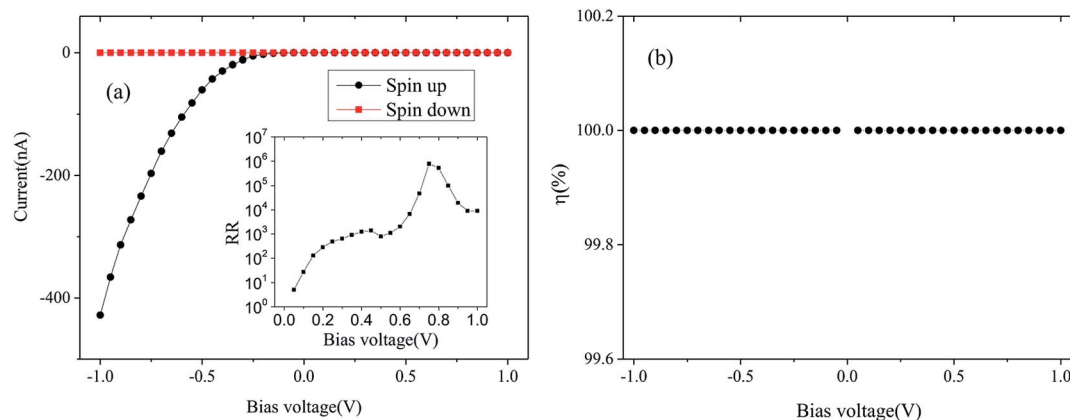 0
-200
-400
Current(nA)
(a)
Spin up
Spin down
10^7
10^6
10^5
10^4
10^3
10^2
10^1
10^0
RR
0.0 0.2 0.4 0.6 0.8 1.0
Bias voltage(V)
-1.0 -0.5 0.0 0.5 1.0
Bias voltage(V)
100.2
100.0
99.8
99.6
η(%)
(b)
-1.0 -0.5 0.0 0.5 1.0
Bias voltage(V)